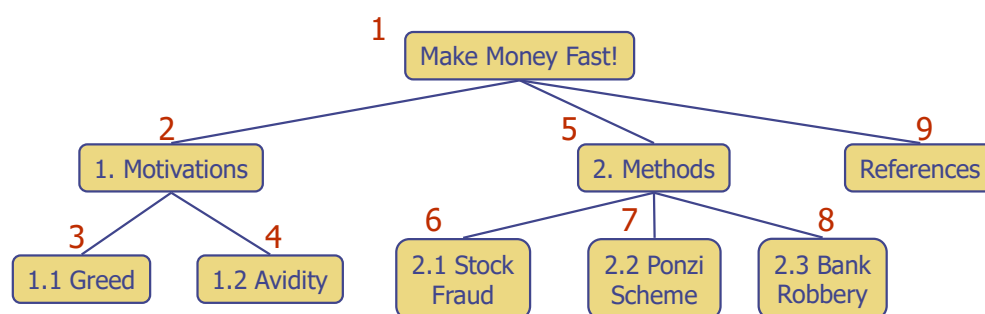 1
Make Money Fast!
2
5
9
1. Motivations
2. Methods
References
3
4
6
7
8
1.1 Greed
1.2 Avidity
2.1 Stock
Fraud
2.2 Ponzi
Scheme
2.3 Bank
Robbery